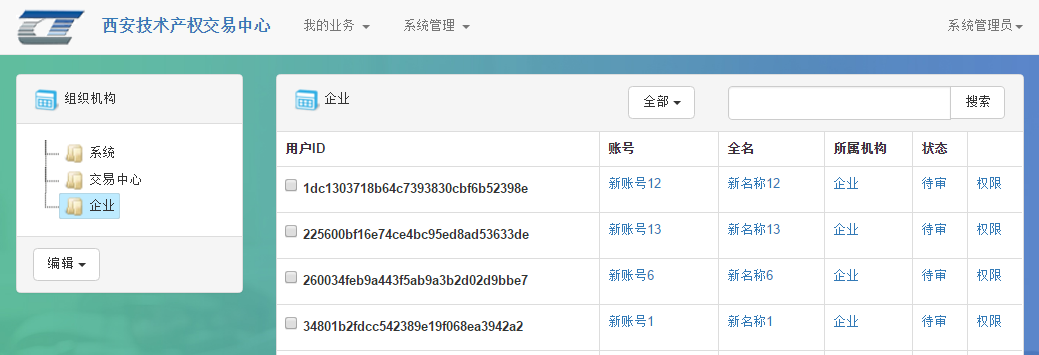 西安技术产权交易中心 我的业务 系统管理 系统管理员
组织机构
系统
交易中心
企业
编辑
企业 全部 搜索
用户ID 账号 全名 所属机构 状态
1dc1303718b64c7393830cbf6b52398e 新账号12 新名称12 企业 待审 权限
225600bf16e74ce4bc95ed8ad53633de 新账号13 新名称13 企业 待审 权限
260034feb9a443f5ab9a3b2d02d9bbe7 新账号6 新名称6 企业 待审 权限
34801b2fdcc542389e19f068ea3942a2 新账号1 新名称1 企业 待审 权限